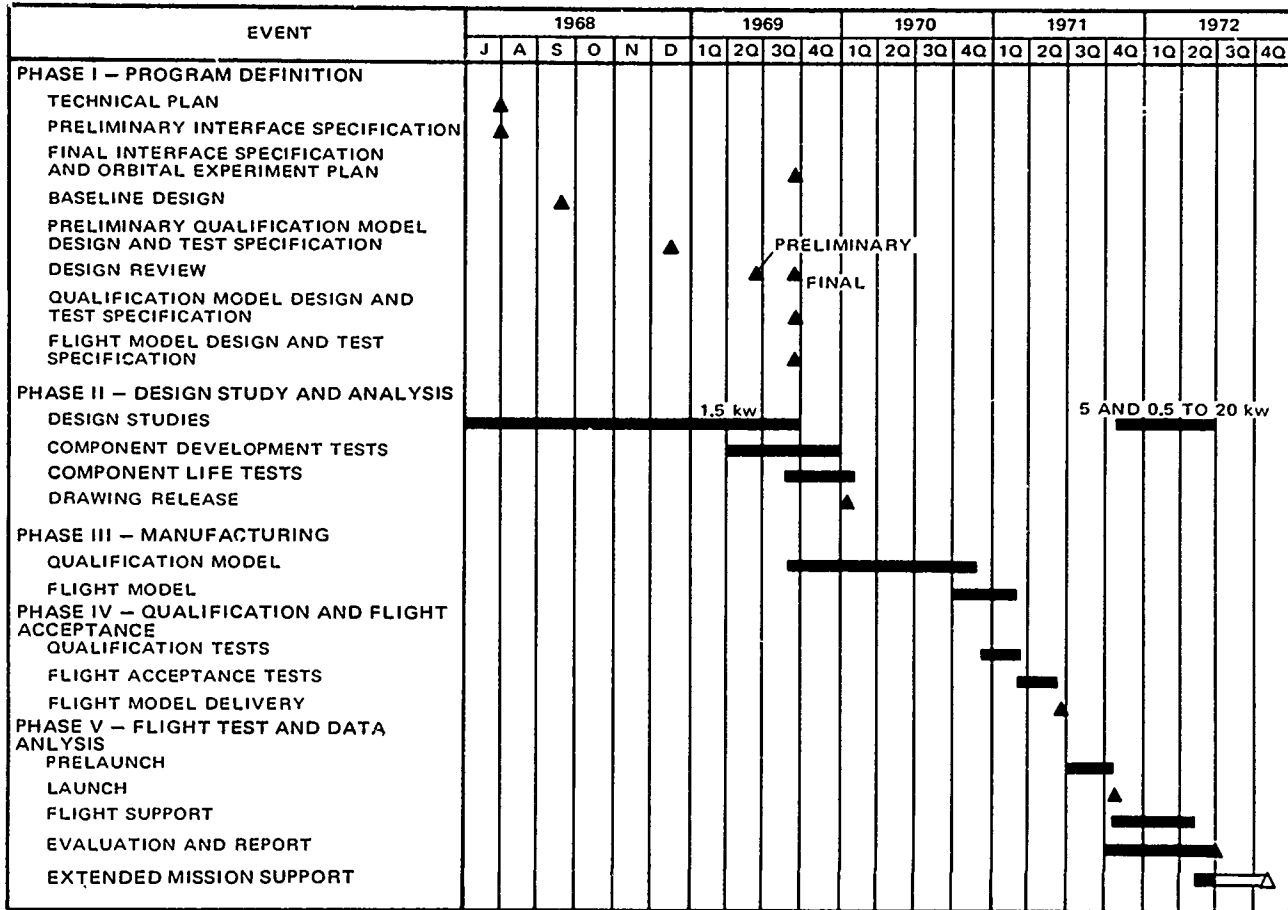 EVENT 1968 1969 1970 1971 1972
J A S O N D 1Q 2Q 3Q 4Q 1Q 2Q 3Q 4Q 1Q 2Q 3Q 4Q 1Q 2Q 3Q 4Q
PHASE I – PROGRAM DEFINITION
TECHNICAL PLAN
PRELIMINARY INTERFACE SPECIFICATION
FINAL INTERFACE SPECIFICATION
AND ORBITAL EXPERIMENT PLAN
BASELINE DESIGN
PRELIMINARY QUALIFICATION MODEL
DESIGN AND TEST SPECIFICATION
PRELIMINARY
DESIGN REVIEW
FINAL
QUALIFICATION MODEL DESIGN AND
TEST SPECIFICATION
FLIGHT MODEL DESIGN AND TEST
SPECIFICATION
PHASE II – DESIGN STUDY AND ANALYSIS
1.5 kw 5 AND 0.5 TO 20 kw
DESIGN STUDIES
COMPONENT DEVELOPMENT TESTS
COMPONENT LIFE TESTS
DRAWING RELEASE
PHASE III – MANUFACTURING
QUALIFICATION MODEL
FLIGHT MODEL
PHASE IV – QUALIFICATION AND FLIGHT
ACCEPTANCE
QUALIFICATION TESTS
FLIGHT ACCEPTANCE TESTS
FLIGHT MODEL DELIVERY
PHASE V – FLIGHT TEST AND DATA
ANLYSIS
PRELAUNCH
LAUNCH
FLIGHT SUPPORT
EVALUATION AND REPORT
EXTENDED MISSION SUPPORT